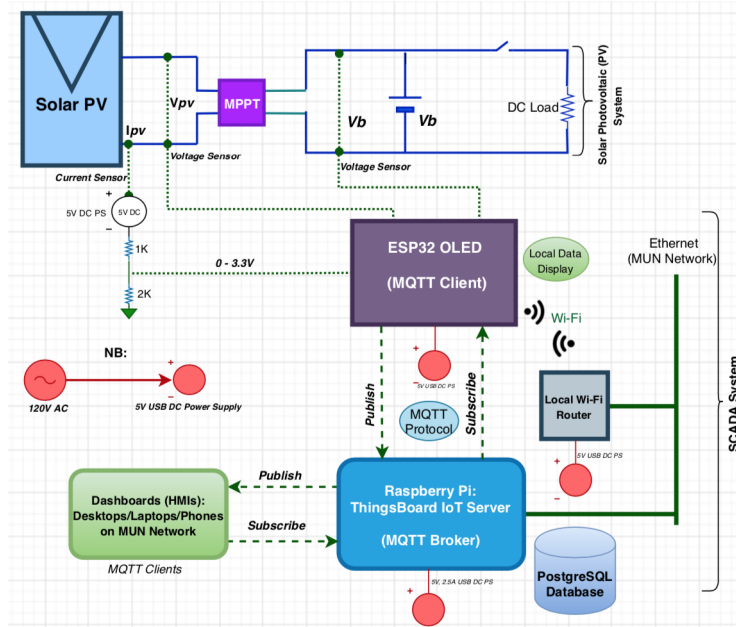 Solar PV
Vpv
Ipv
MPPT
Vb
Vb
DC Load
Solar Photovoltaic (PV)
System
Voltage Sensor
Voltage Sensor
Current Sensor
+
5V DC PS
5V DC
−
1K
2K
0 - 3.3V
ESP32 OLED
(MQTT Client)
Local Data
Display
Ethernet
(MUN Network)
Wi-Fi
NB:
+
−
120V AC
5V USB DC Power Supply
+
−
5V USB DC PS
Publish
MQTT
Protocol
Subscribe
Local Wi-Fi
Router
5V USB DC PS
+
−
SCADA System
Dashboards (HMIs):
Desktops/Laptops/Phones
on MUN Network
MQTT Clients
Publish
Subscribe
Raspberry Pi:
ThingsBoard IoT Server
(MQTT Broker)
5V, 2.5A USB DC PS
+
PostgreSQL
Database